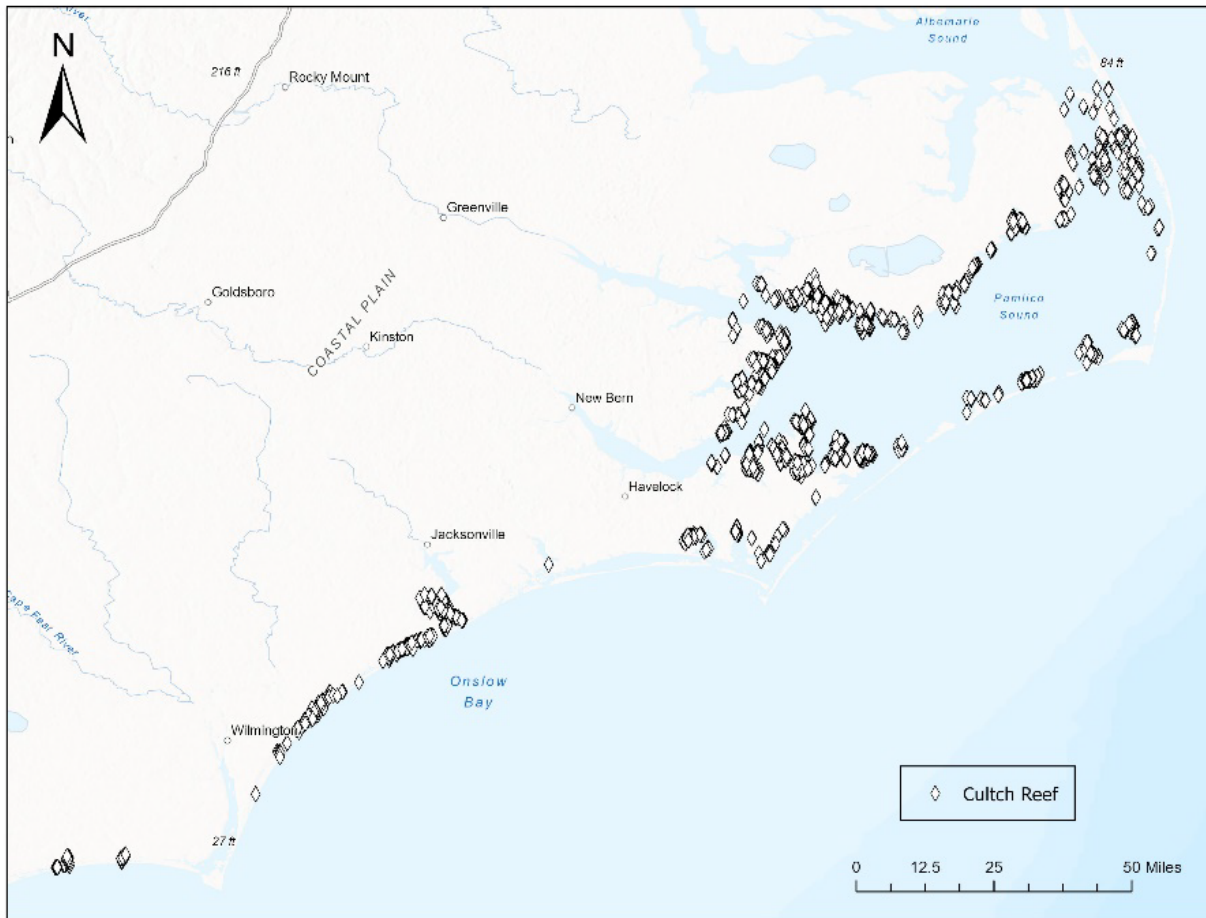 River
Albemarle
Sound
N
216 ft
Rocky Mount
84 ft
Greenville
Goldsboro
COASTAL PLAIN
Kinston
Pamlico
Sound
New Bern
Havelock
Jacksonville
Cape Fear River
Onslow
Bay
Wilmington
Cultch Reef
27 ft
0 12.5 25 50 Miles